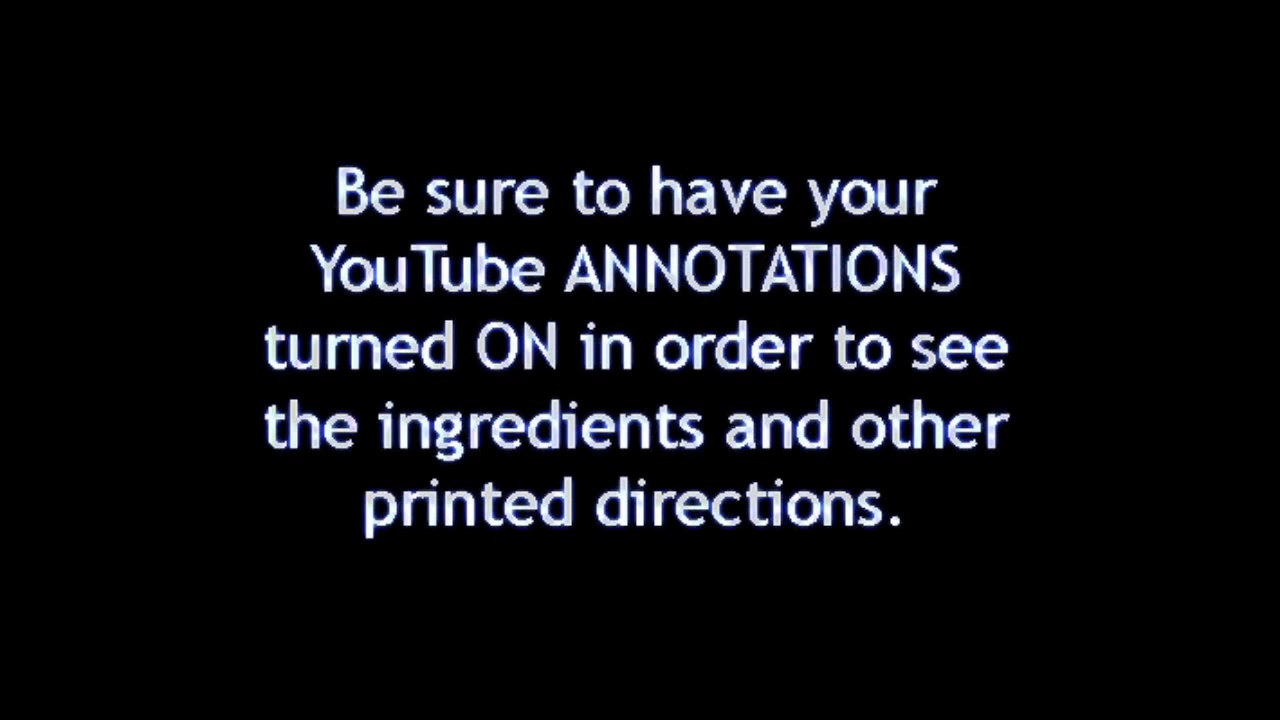 Be sure to have your
YouTube ANNOTATIONS
turned ON in order to see
the ingredients and other
printed directions.